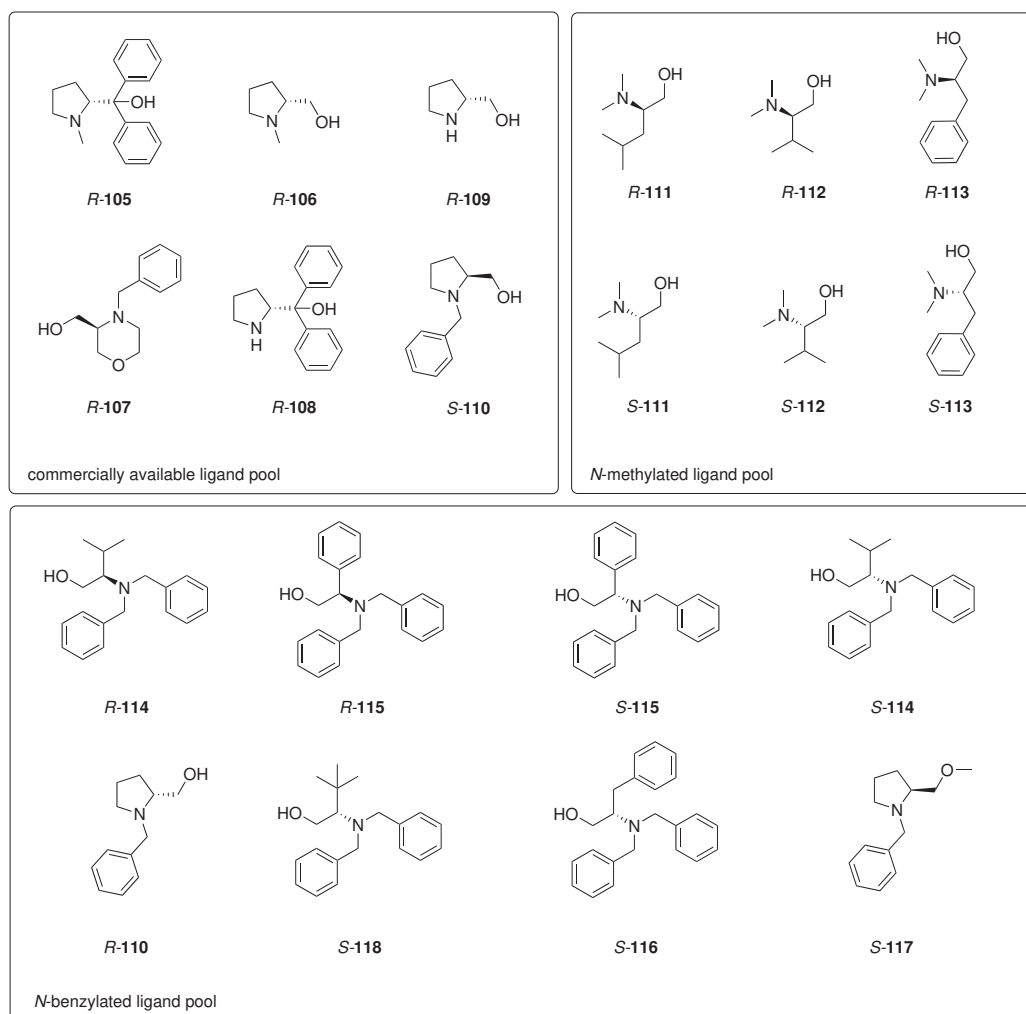 OH
N
R-105
N
OH
R-106
N
H
OH
R-109
N
HO
O
R-107
N
H
OH
R-108
N
OH
S-110
commercially available ligand pool
N
OH
R-111
N
OH
R-112
HO
N
R-113
N
OH
S-111
N
OH
S-112
HO
N
S-113
N-methylated ligand pool
HO
N
R-114
HO
N
R-115
HO
N
S-115
HO
N
S-114
OH
N
R-110
HO
N
S-118
HO
N
S-116
O
N
S-117
N-benzylated ligand pool